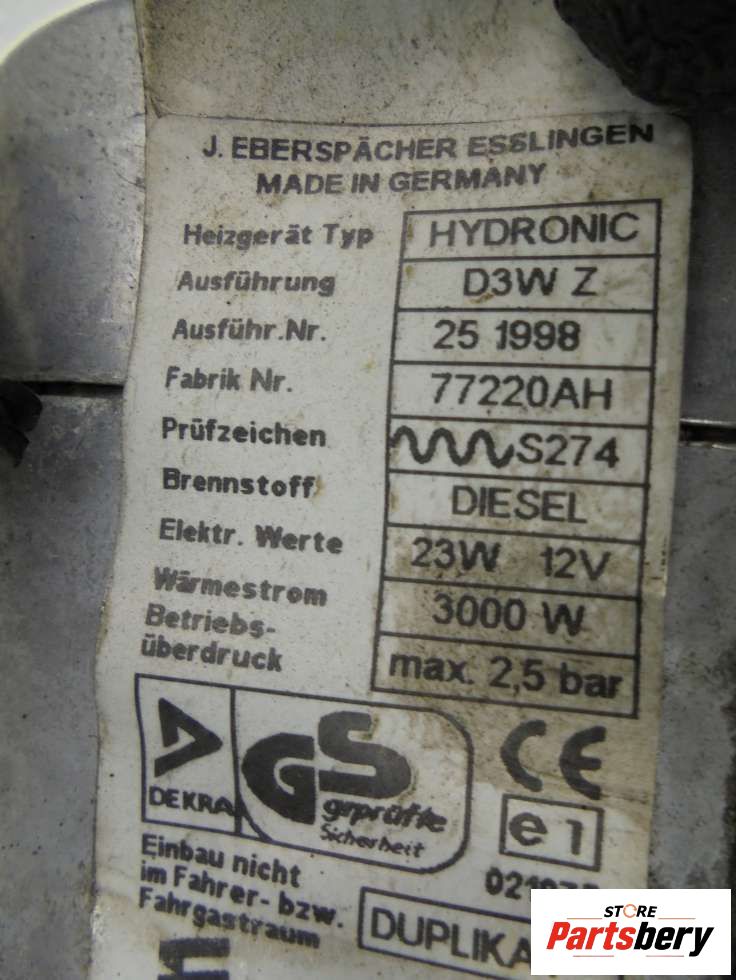 J. EBERSPÄCHER ESSLINGEN
MADE IN GERMANY
Heizgerät Typ HYDRONIC
Ausführung D3W Z
Ausführ.Nr. 25 1998
Fabrik Nr. 77220AH
Prüfzeichen S274
Brennstoff DIESEL
Elektr. Werte 23W 12V
Wärmestrom 3000 W
Betriebs-
überdruck max. 2,5 bar
DEKRA
GS
geprüfte
Sicherheit
CE
e1
Einbau nicht
im Fahrer- bzw.
Fahrgastraum
DUPLIKA
STORE
Partsbery